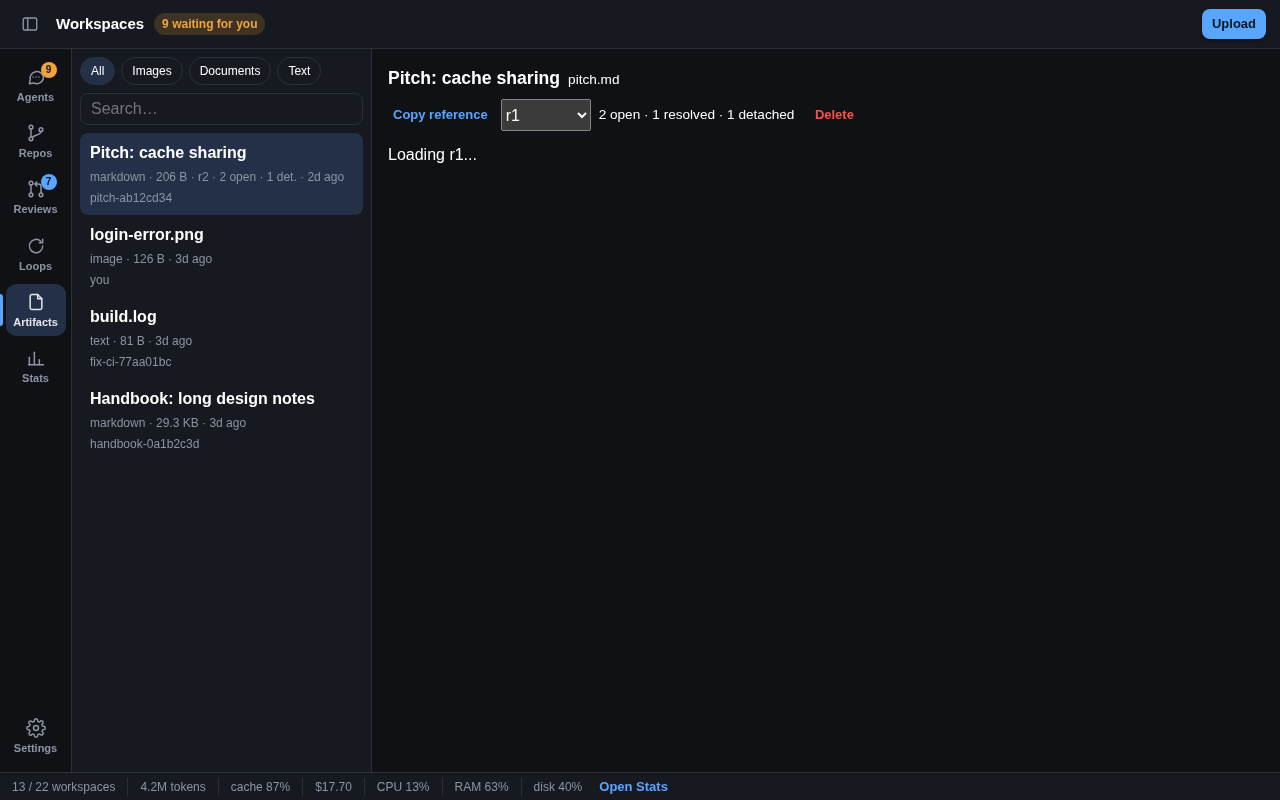 Workspaces 9 waiting for you Upload
9
Agents
Repos
7
Reviews
Loops
Artifacts
Stats
Settings
All Images Documents Text
Search…
Pitch: cache sharing
markdown · 206 B · r2 · 2 open · 1 det. · 2d ago
pitch-ab12cd34
login-error.png
image · 126 B · 3d ago
you
build.log
text · 81 B · 3d ago
fix-ci-77aa01bc
Handbook: long design notes
markdown · 29.3 KB · 3d ago
handbook-0a1b2c3d
Pitch: cache sharing pitch.md
Copy reference r1 2 open · 1 resolved · 1 detached Delete
Loading r1...
13 / 22 workspaces 4.2M tokens cache 87% $17.70 CPU 13% RAM 63% disk 40% Open Stats